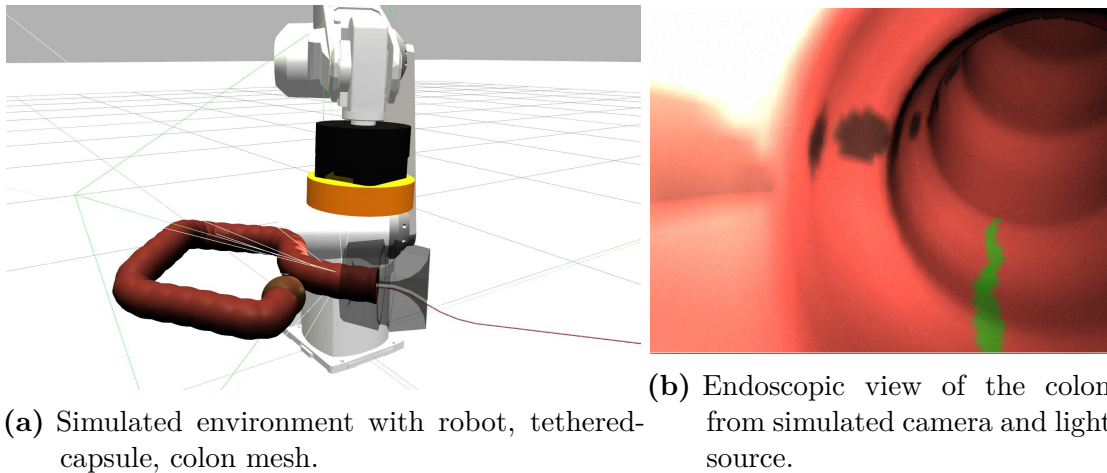 (a) Simulated environment with robot, tethered-
capsule, colon mesh.
(b) Endoscopic view of the colon
from simulated camera and light
source.